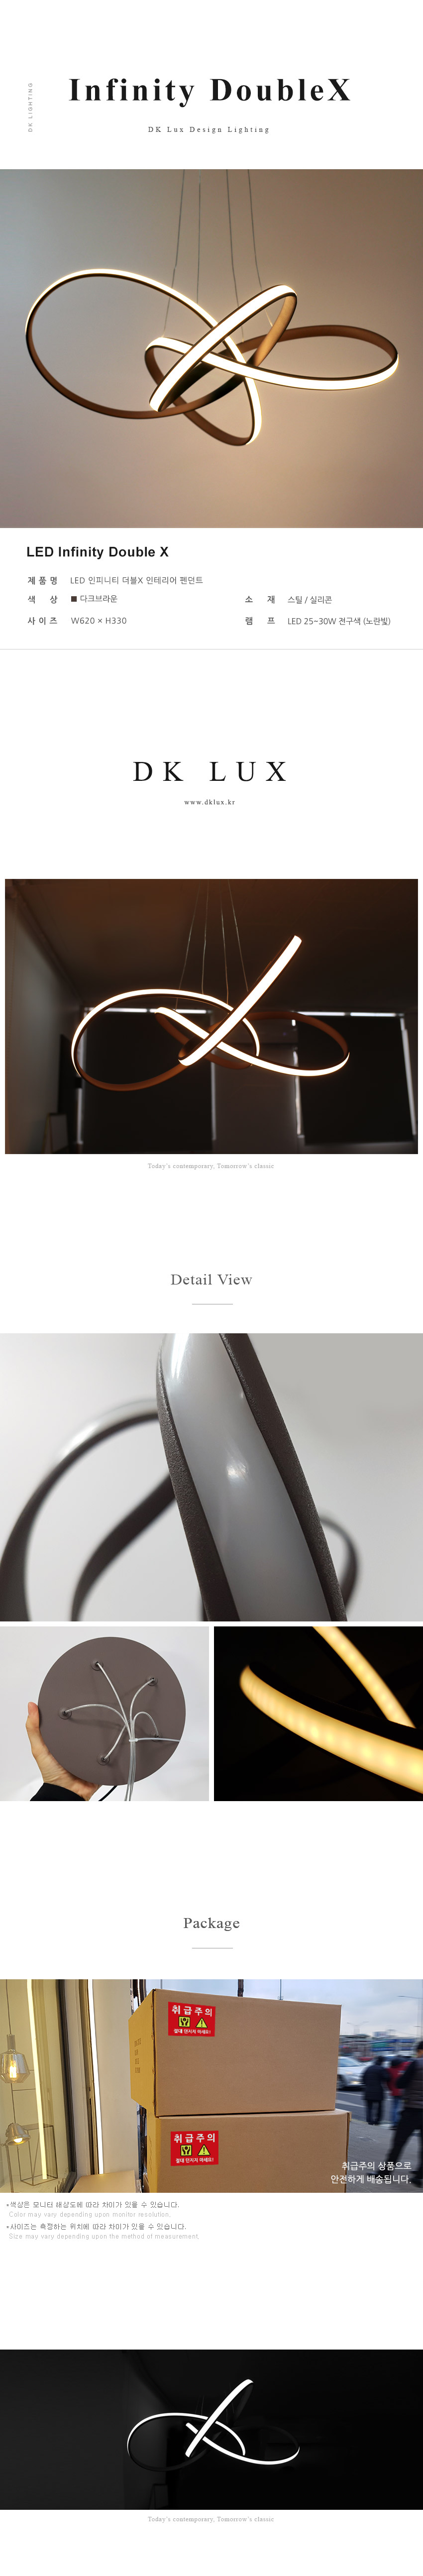 DK LIGHTING
Infinity DoubleX
DK Lux Design Lighting
LED Infinity Double X
제품명 LED 인피니티 더블X 인테리어 펜던트
색 상 ■ 다크브라운
소 재 스틸 / 실리콘
사이즈 W620 × H330
램 프 LED 25~30W 전구색 (노란빛)
DK LUX
www.dklux.kr
Today's contemporary, Tomorrow's classic
Detail View
Package
취급주의
절대 던지지 마세요!
취급주의
절대 던지지 마세요!
취급주의 상품으로
안전하게 배송됩니다.
*색상은 모니터 해상도에 따라 차이가 있을 수 있습니다.
Color may vary depending upon monitor resolution.
*사이즈는 측정하는 위치에 따라 차이가 있을 수 있습니다.
Size may vary depending upon the method of measurement.
Today's contemporary, Tomorrow's classic